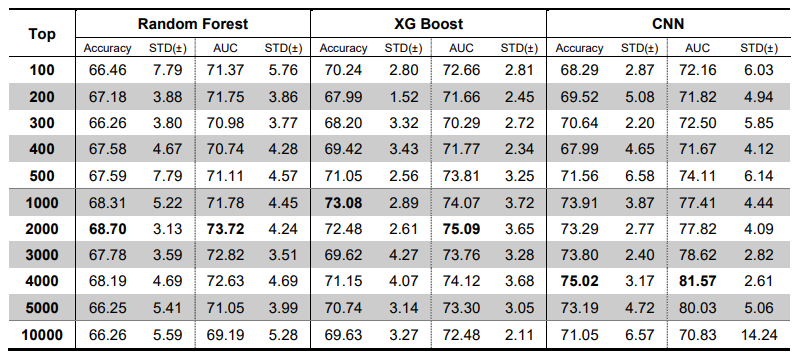 Top Random Forest XG Boost CNN
Accuracy STD(±) AUC STD(±) Accuracy STD(±) AUC STD(±) Accuracy STD(±) AUC STD(±)
100 66.46 7.79 71.37 5.76 70.24 2.80 72.66 2.81 68.29 2.87 72.16 6.03
200 67.18 3.88 71.75 3.86 67.99 1.52 71.66 2.45 69.52 5.08 71.82 4.94
300 66.26 3.80 70.98 3.77 68.20 3.32 70.29 2.72 70.64 2.20 72.50 5.85
400 67.58 4.67 70.74 4.28 69.42 3.43 71.77 2.34 67.99 4.65 71.67 4.12
500 67.59 7.79 71.11 4.57 71.05 2.56 73.81 3.25 71.56 6.58 74.11 6.14
1000 68.31 5.22 71.78 4.45 73.08 2.89 74.07 3.72 73.91 3.87 77.41 4.44
2000 68.70 3.13 73.72 4.24 72.48 2.61 75.09 3.65 73.29 2.77 77.82 4.09
3000 67.78 3.59 72.82 3.51 69.62 4.27 73.76 3.28 73.80 2.40 78.62 2.82
4000 68.19 4.69 72.63 4.69 71.15 4.07 74.12 3.68 75.02 3.17 81.57 2.61
5000 66.25 5.41 71.05 3.99 70.74 3.14 73.30 3.05 73.19 4.72 80.03 5.06
10000 66.26 5.59 69.19 5.28 69.63 3.27 72.48 2.11 71.05 6.57 70.83 14.24